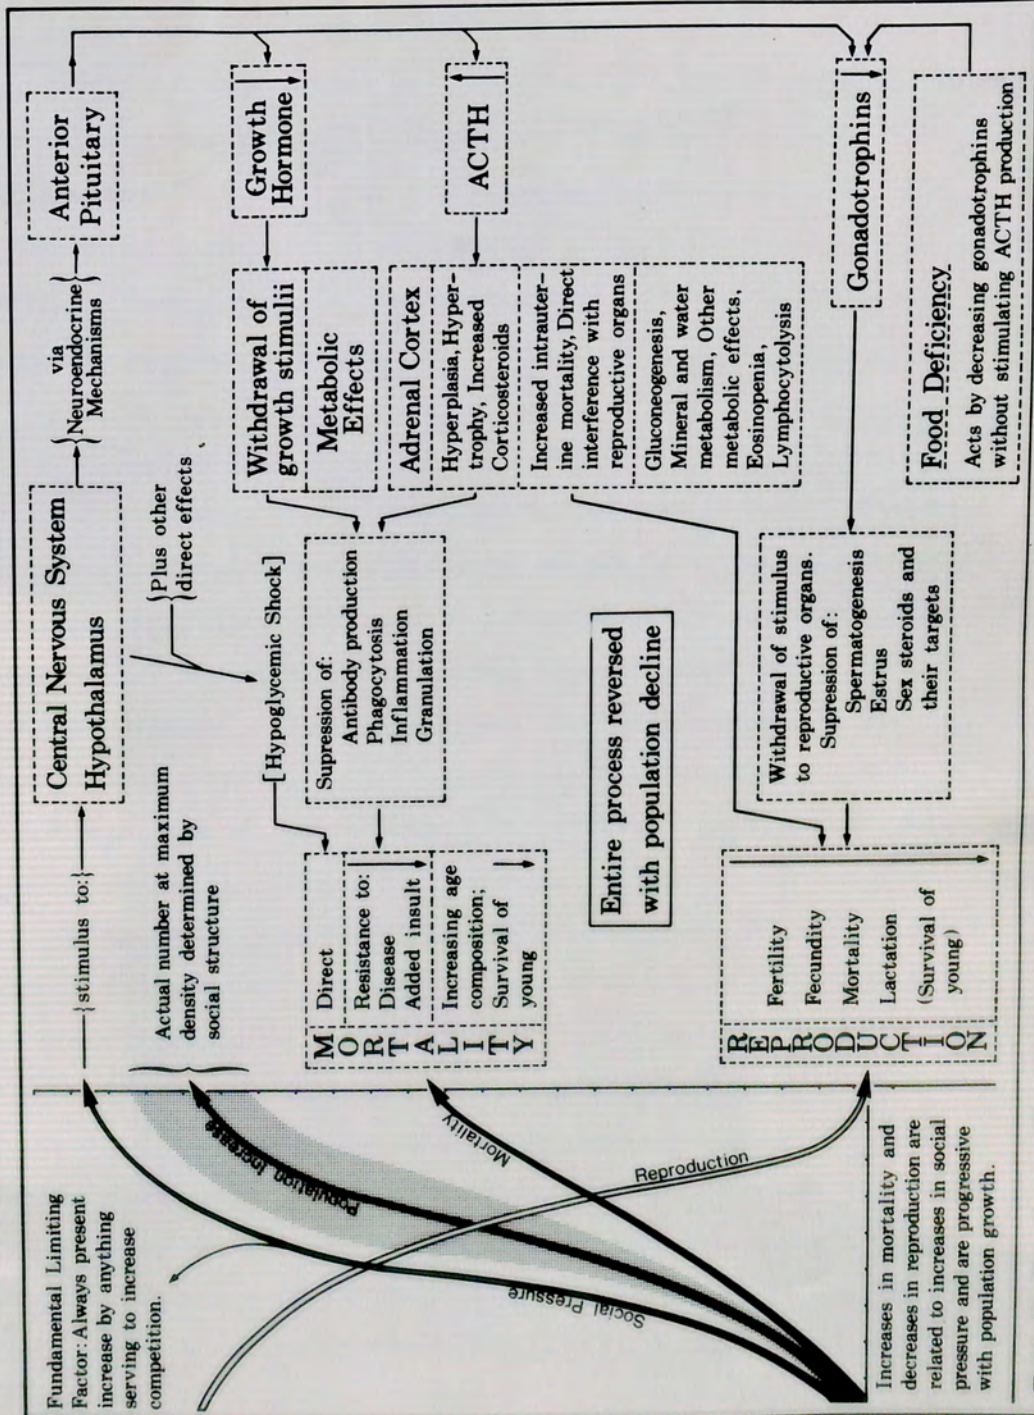 Fundamental Limiting
Factor: Always present
increase by anything
serving to increase
competition.
Social Pressure
Population Increase
Mortality
Reproduction
Increases in mortality and
decreases in reproduction are
related to increases in social
pressure and are progressive
with population growth.
{stimulus to:}
Actual number at maximum
density determined by
social structure
Central Nervous System
Hypothalamus
via
{Neuroendocrine}
Mechanisms
Anterior
Pituitary
{Plus other
direct effects
[Hypoglycemic Shock]
MORTALITY
Direct
Resistance to:
Disease
Added insult
Increasing age
composition;
Survival of
young
Supression of:
Antibody production
Phagocytosis
Inflammation
Granulation
Withdrawal of
growth stimulii
Metabolic
Effects
Growth
Hormone
Adrenal Cortex
Hyperplasia, Hyper-
trophy, Increased
Corticosteroids
Increased intrauter-
ine mortality, Direct
interference with
reproductive organs
Gluconeogenesis,
Mineral and water
metabolism, Other
metabolic effects,
Eosinopenia,
Lymphocytolysis
ACTH
Entire process reversed
with population decline
REPRODUCTION
Fertility
Fecundity
Mortality
Lactation
(Survival of
young)
Withdrawal of stimulus
to reproductive organs.
Supression of:
Spermatogenesis
Estrus
Sex steroids and
their targets
Gonadotrophins
Food Deficiency
Acts by decreasing gonadotrophins
without stimulating ACTH production